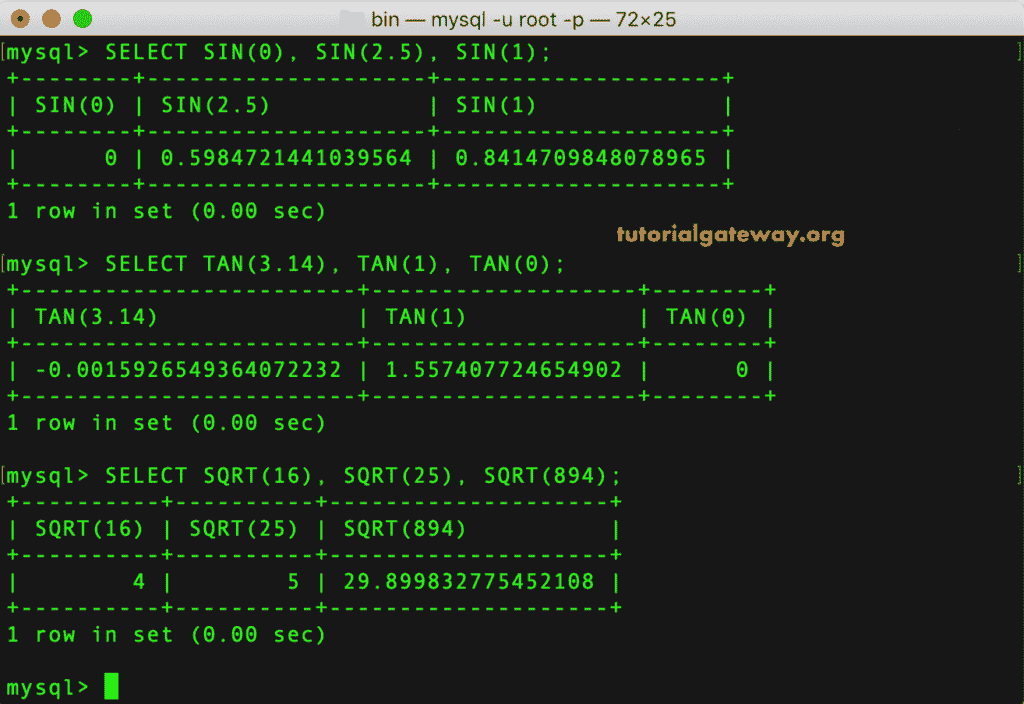 bin — mysql -u root -p — 72×25
[mysql> SELECT SIN(0), SIN(2.5), SIN(1); ]
+--------+--------------------+--------------------+
| SIN(0) | SIN(2.5)           | SIN(1)             |
+--------+--------------------+--------------------+
|      0 | 0.5984721441039564 | 0.8414709848078965 |
+--------+--------------------+--------------------+
1 row in set (0.00 sec)
tutorialgateway.org
[mysql> SELECT TAN(3.14), TAN(1), TAN(0); ]
+------------------------+-------------------+--------+
| TAN(3.14)              | TAN(1)            | TAN(0) |
+------------------------+-------------------+--------+
| -0.0015926549364072232 | 1.557407724654902 |      0 |
+------------------------+-------------------+--------+
1 row in set (0.00 sec)
[mysql> SELECT SQRT(16), SQRT(25), SQRT(894); ]
+----------+----------+--------------------+
| SQRT(16) | SQRT(25) | SQRT(894)          |
+----------+----------+--------------------+
|        4 |        5 | 29.899832775452108 |
+----------+----------+--------------------+
1 row in set (0.00 sec)
mysql>